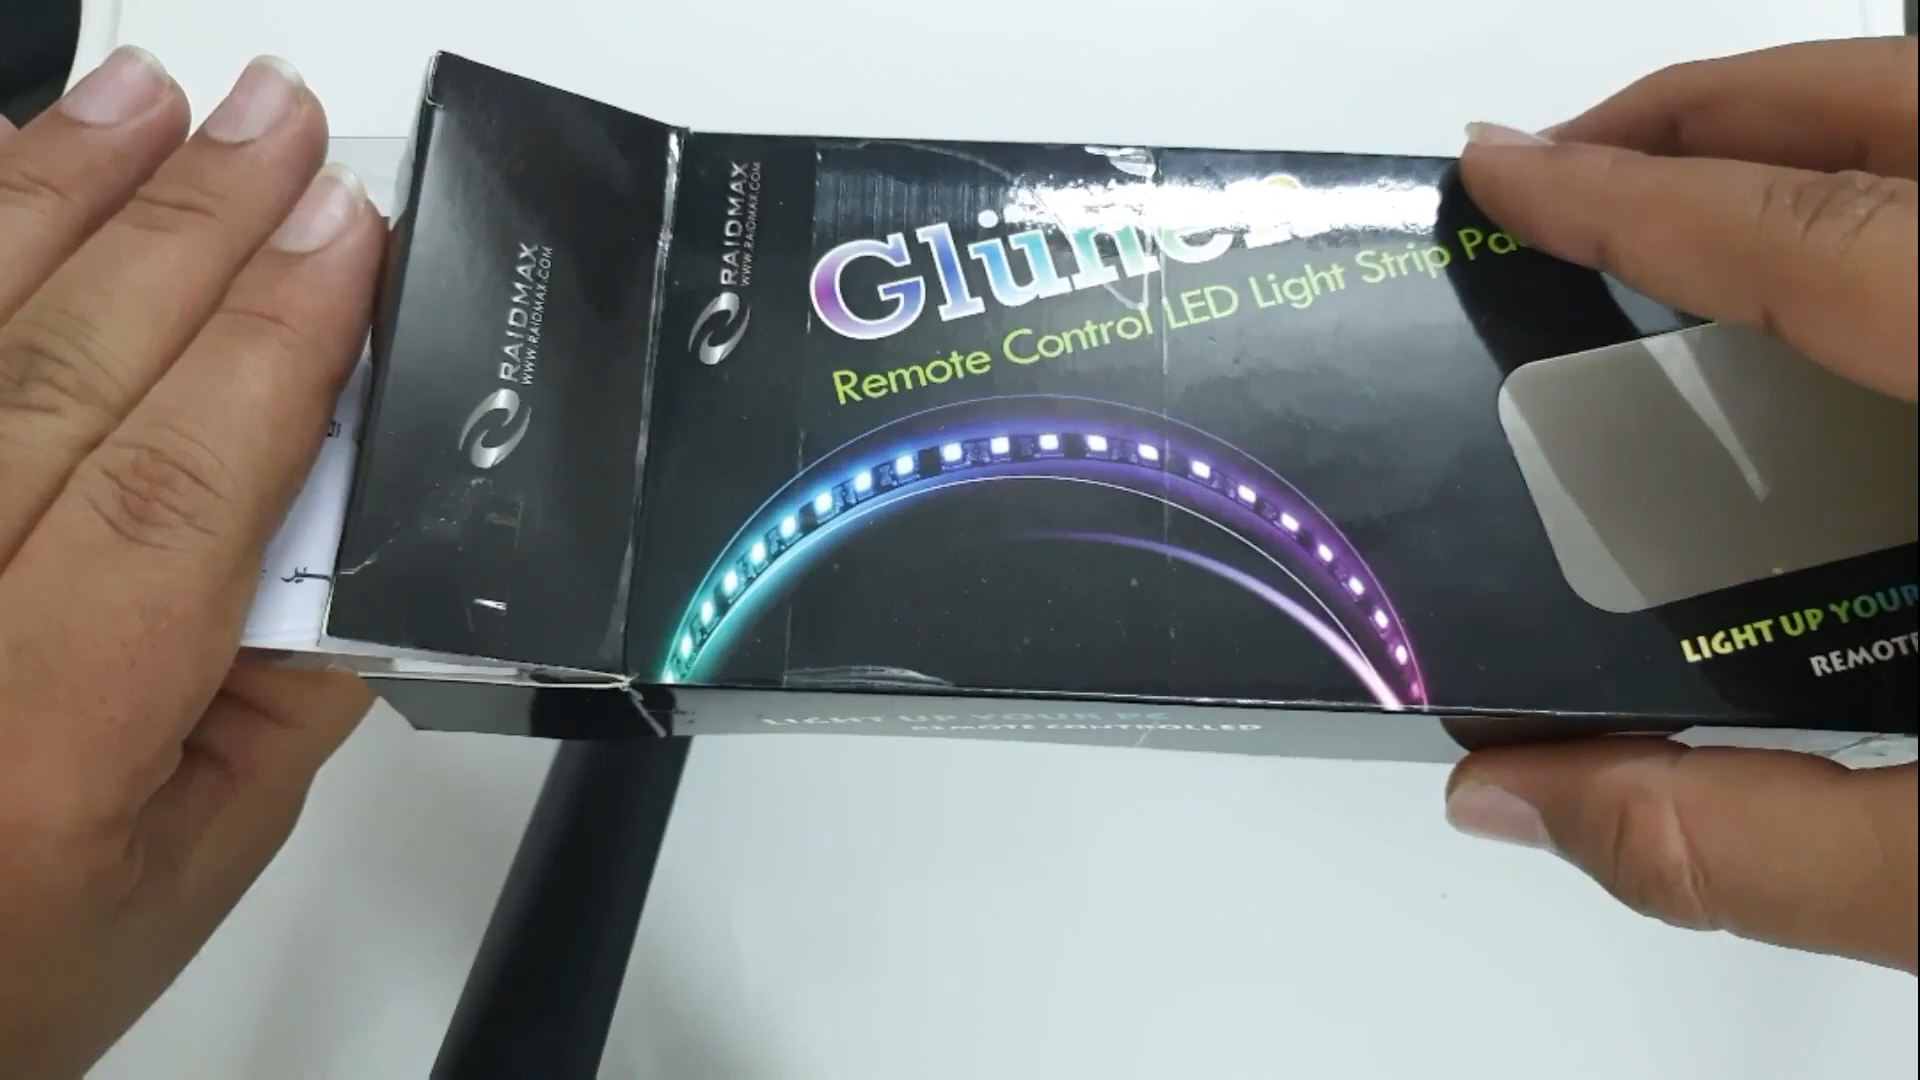 RAIDMAX
WWW.RAIDMAX.COM
RAIDMAX
WWW.RAIDMAX.COM
Remote Control LED Light Strip
LIGHT UP YOUR
LIGHT UP YOUR PC
REMOTE CONTROLLED